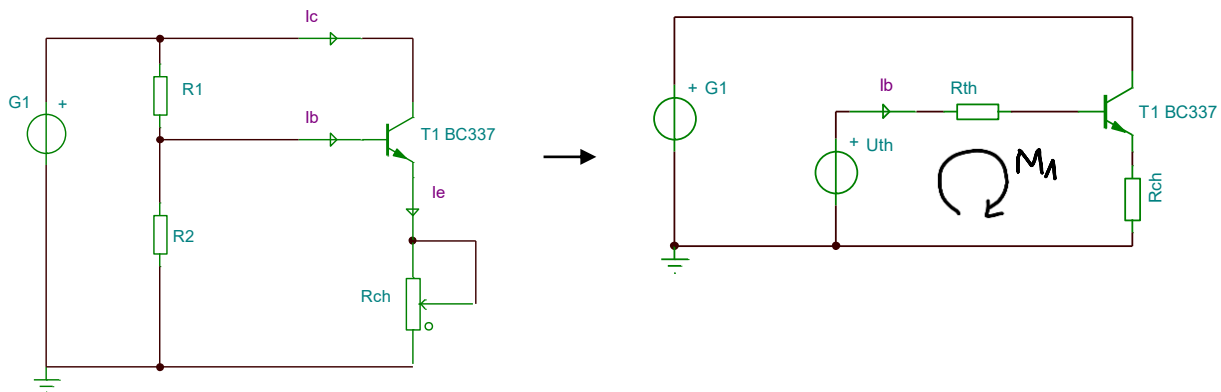 Ic
G1
+
R1
Ib
T1 BC337
Ie
R2
Rch
+ G1
Ib
Rth
T1 BC337
+ Uth
M1
Rch